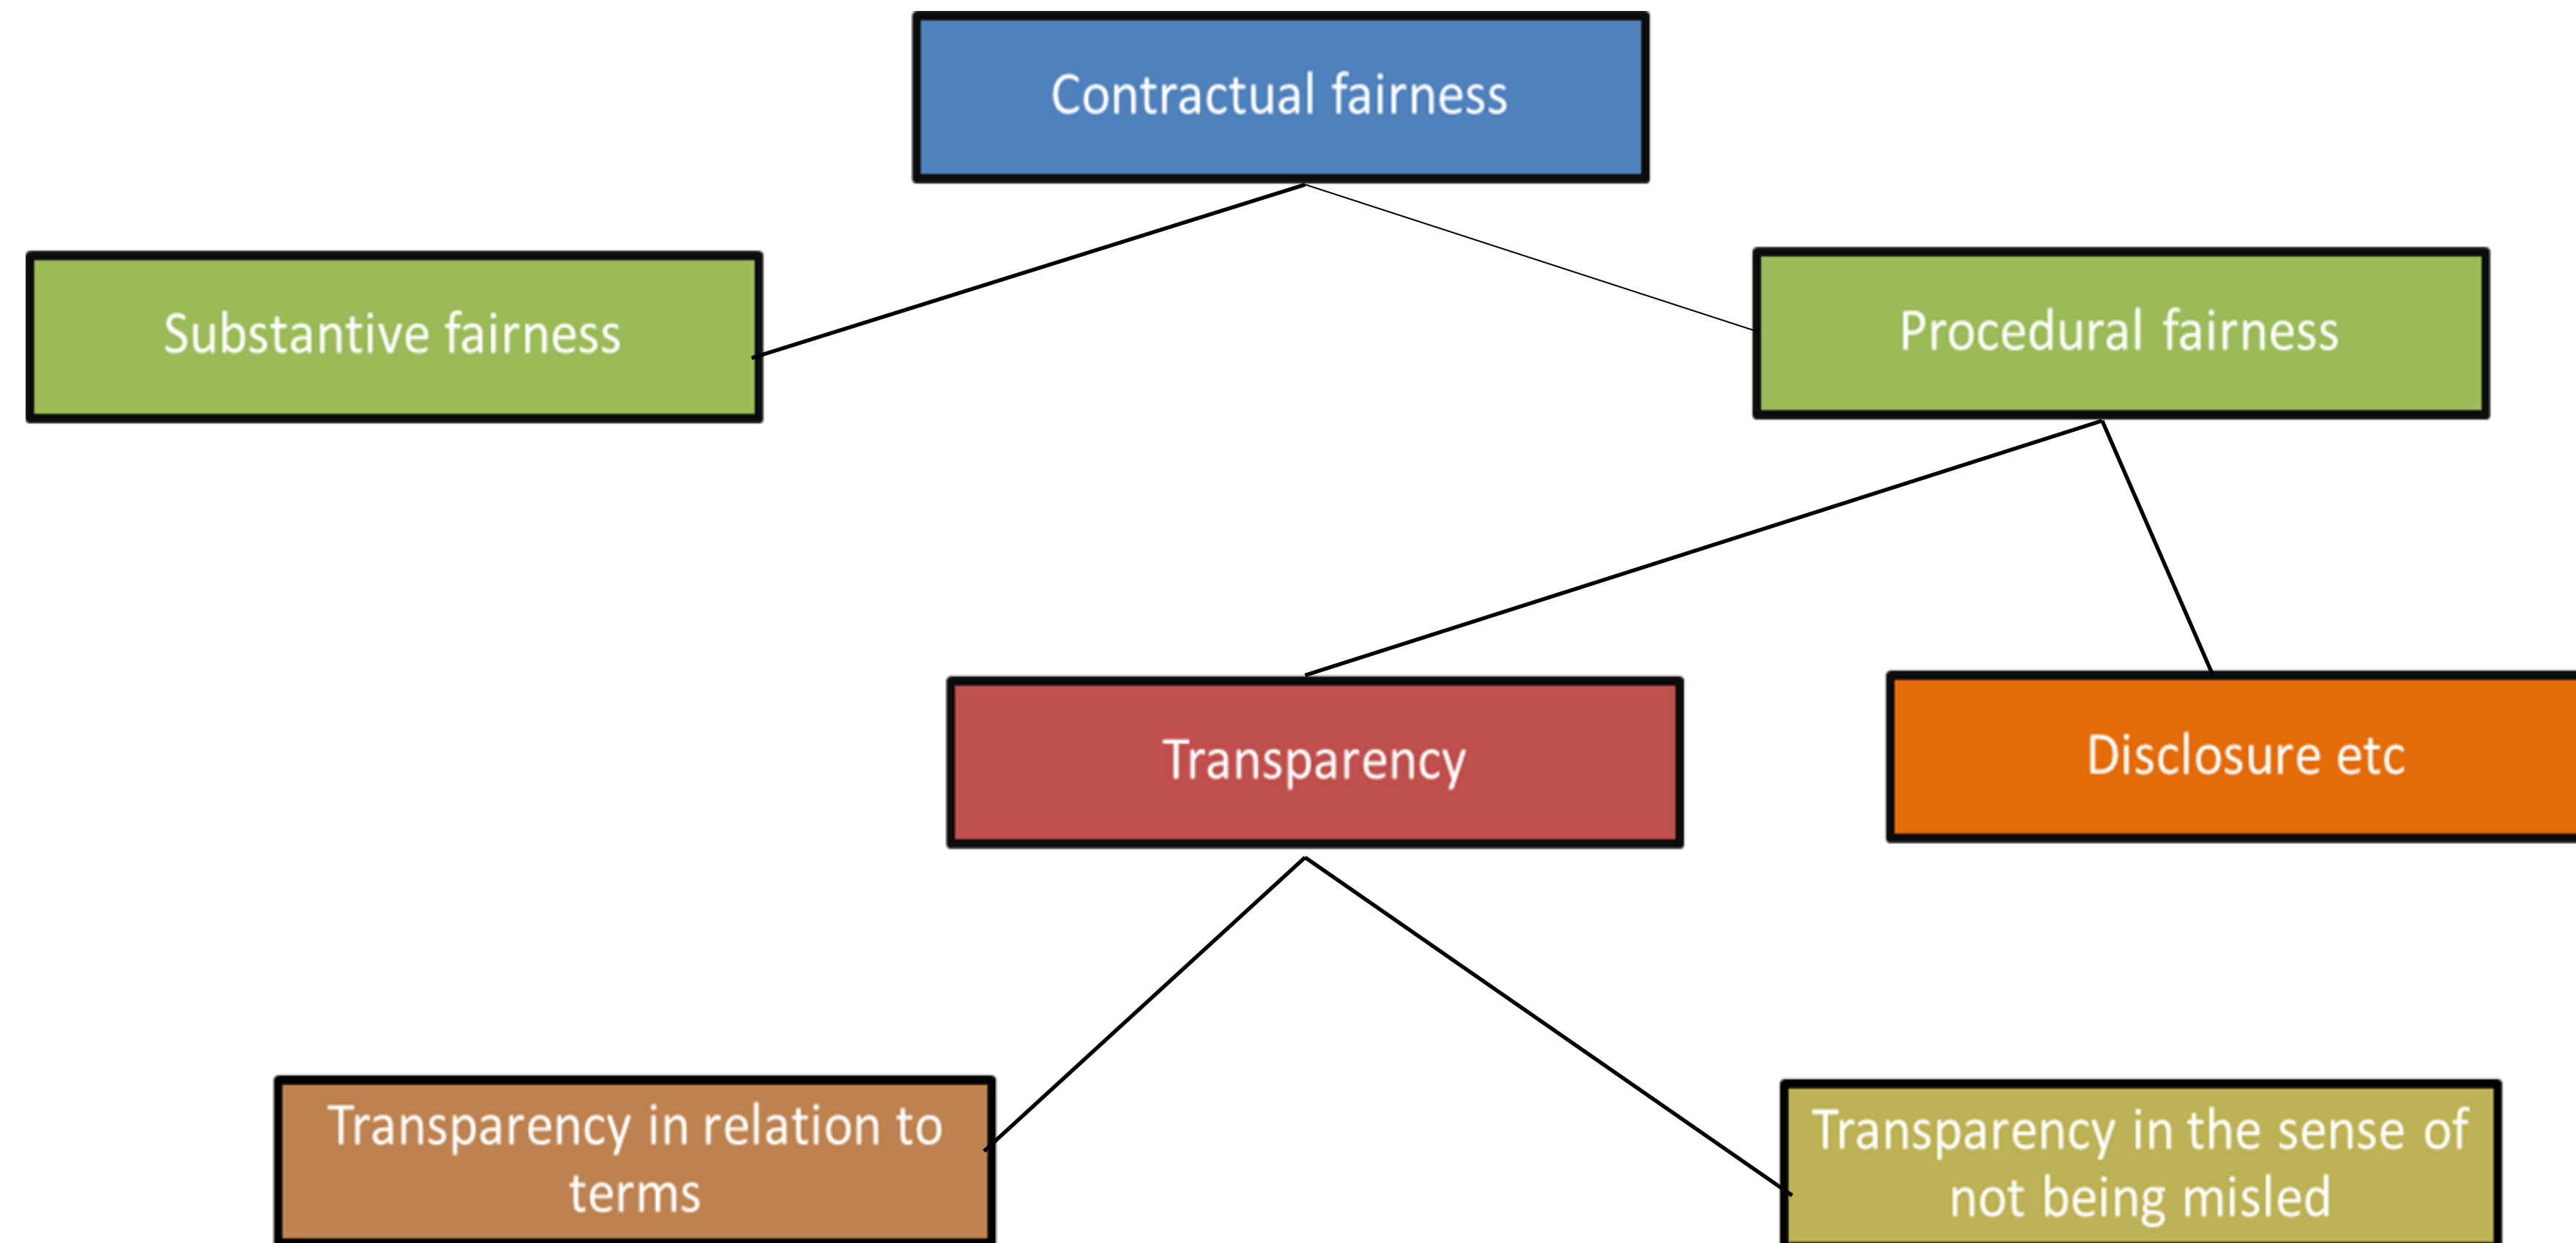 Contractual fairness
Substantive fairness
Procedural fairness
Transparency
Disclosure etc
Transparency in relation to
terms
Transparency in the sense of
not being misled